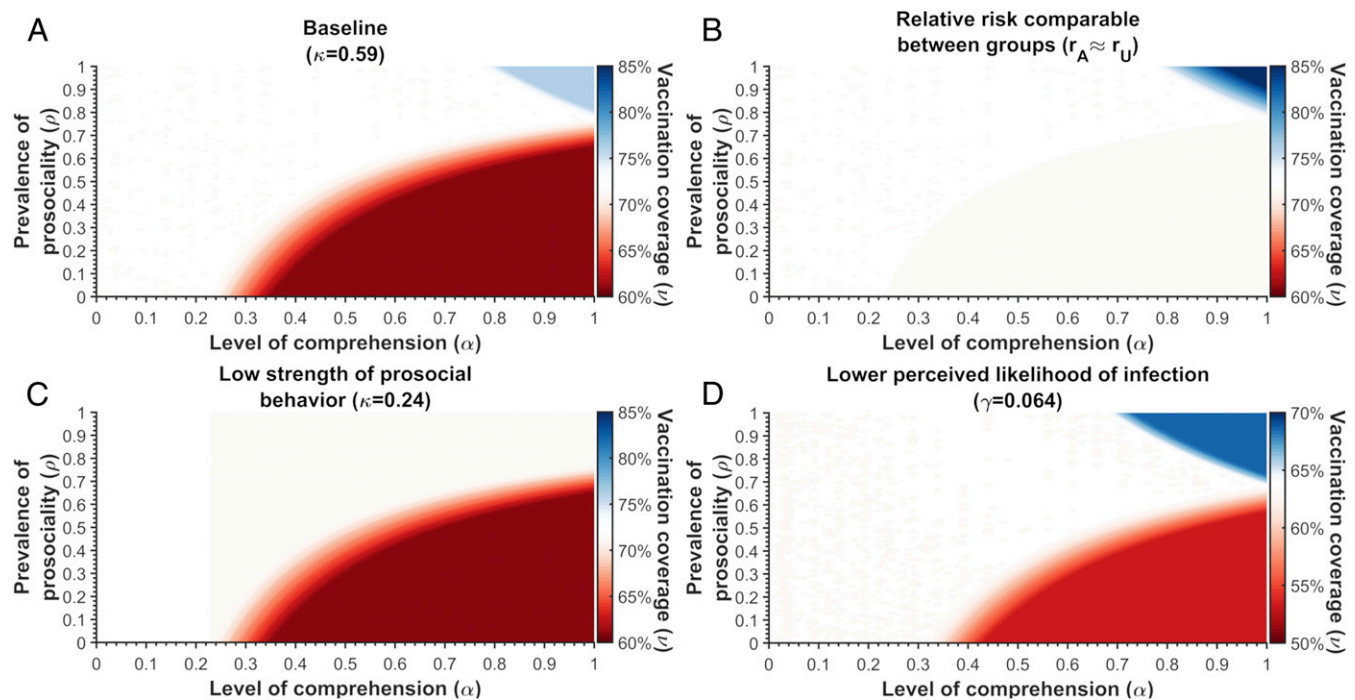 A
Baseline
(κ=0.59)
Prevalence of
prosociality (ρ)
1
0.9
0.8
0.7
0.6
0.5
0.4
0.3
0.2
0.1
0
0 0.1 0.2 0.3 0.4 0.5 0.6 0.7 0.8 0.9 1
Level of comprehension (α)
85%
80%
75%
70%
65%
60%
Vaccination coverage (ν)
B
Relative risk comparable
between groups (r_A ≈ r_U)
Prevalence of
prosociality (ρ)
1
0.9
0.8
0.7
0.6
0.5
0.4
0.3
0.2
0.1
0
0 0.1 0.2 0.3 0.4 0.5 0.6 0.7 0.8 0.9 1
Level of comprehension (α)
85%
80%
75%
70%
65%
60%
Vaccination coverage (ν)
C
Low strength of prosocial
behavior (κ=0.24)
Prevalence of
prosociality (ρ)
1
0.9
0.8
0.7
0.6
0.5
0.4
0.3
0.2
0.1
0
0 0.1 0.2 0.3 0.4 0.5 0.6 0.7 0.8 0.9 1
Level of comprehension (α)
85%
80%
75%
70%
65%
60%
Vaccination coverage (ν)
D
Lower perceived likelihood of infection
(γ=0.064)
Prevalence of
prosociality (ρ)
1
0.9
0.8
0.7
0.6
0.5
0.4
0.3
0.2
0.1
0
0 0.1 0.2 0.3 0.4 0.5 0.6 0.7 0.8 0.9 1
Level of comprehension (α)
70%
65%
60%
55%
50%
Vaccination coverage (ν)